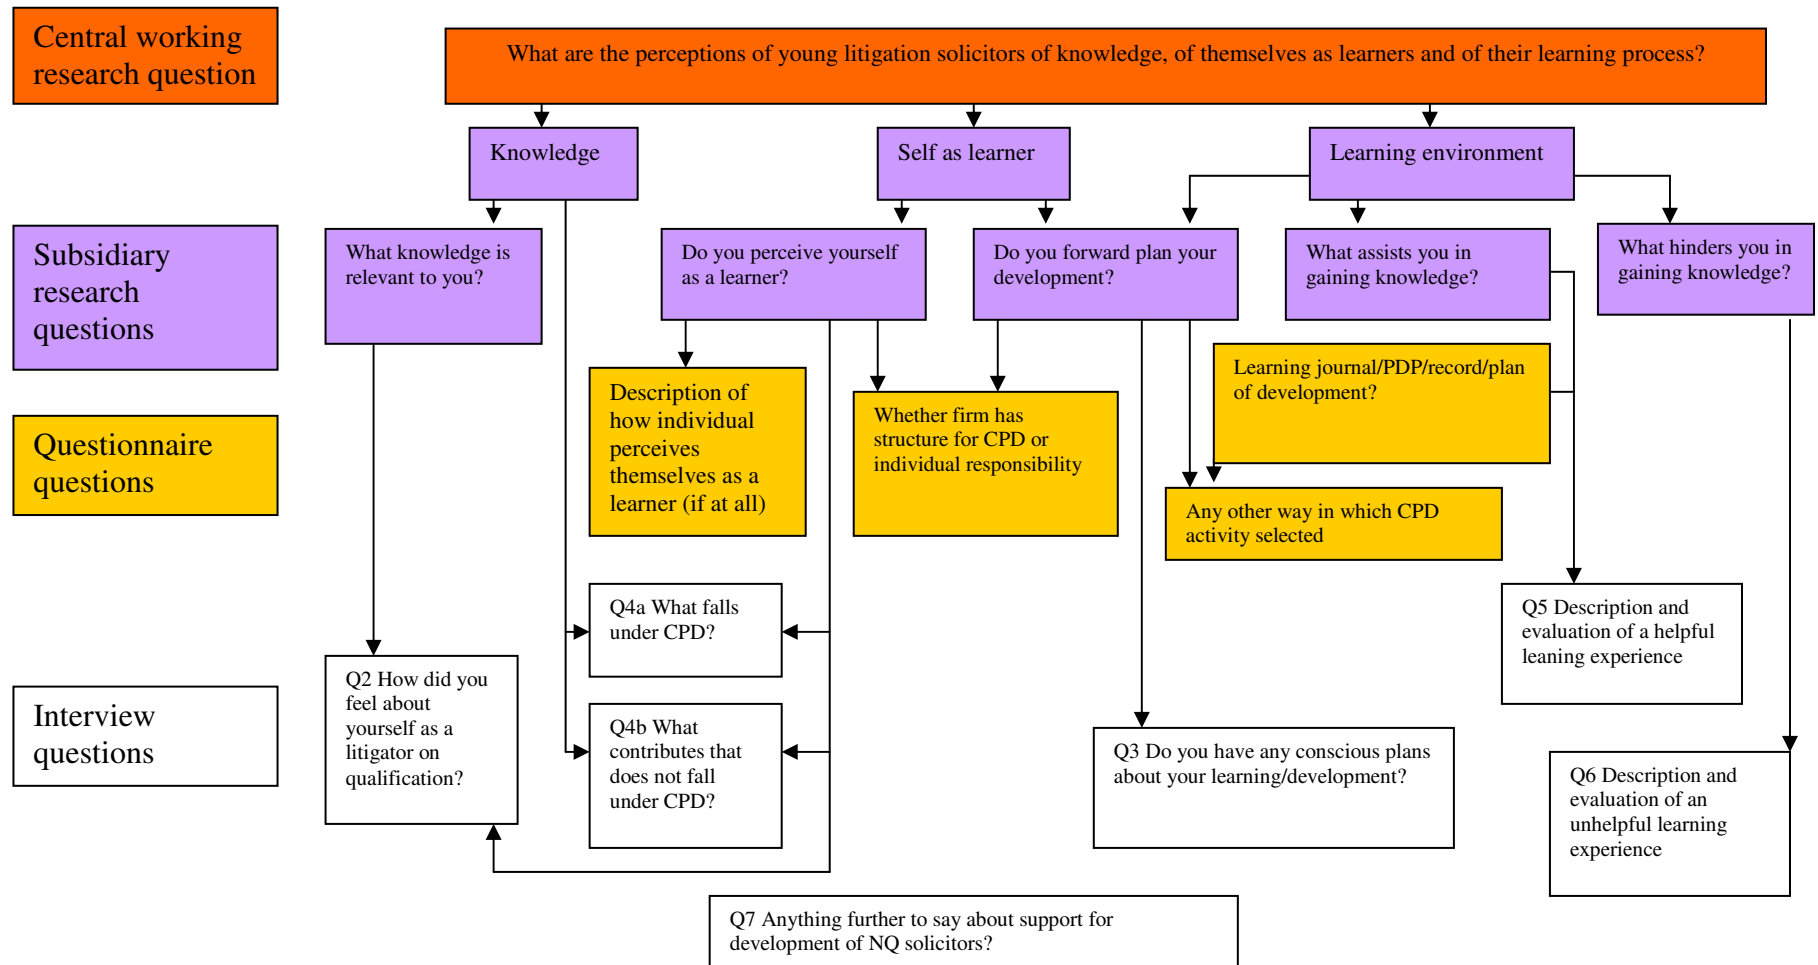 Central working
research question
What are the perceptions of young litigation solicitors of knowledge, of themselves as learners and of their learning process?
Knowledge
Self as learner
Learning environment
Subsidiary
research
questions
What knowledge is
relevant to you?
Do you perceive yourself
as a learner?
Do you forward plan your
development?
What assists you in
gaining knowledge?
What hinders you in
gaining knowledge?
Questionnaire
questions
Description of
how individual
perceives
themselves as a
learner (if at all)
Whether firm has
structure for CPD or
individual responsibility
Learning journal/PDP/record/plan
of development?
Any other way in which CPD
activity selected
Interview
questions
Q2 How did you
feel about
yourself as a
litigator on
qualification?
Q4a What falls
under CPD?
Q4b What
contributes that
does not fall
under CPD?
Q3 Do you have any conscious plans
about your learning/development?
Q5 Description and
evaluation of a helpful
leaning experience
Q6 Description and
evaluation of an
unhelpful learning
experience
Q7 Anything further to say about support for
development of NQ solicitors?